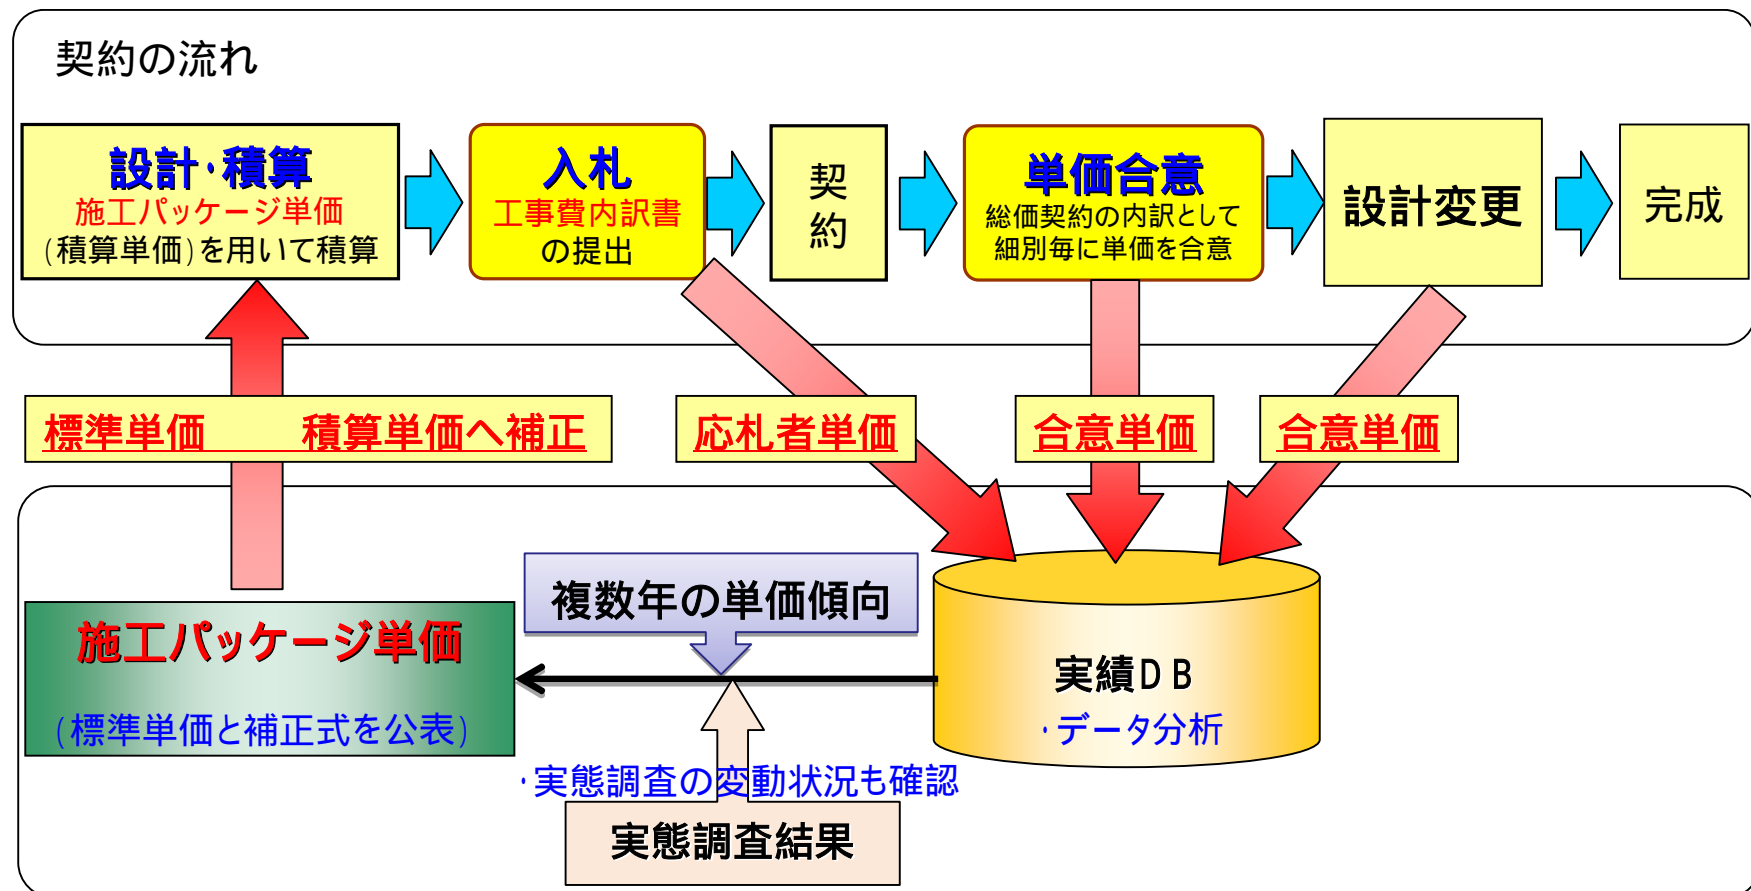 契約の流れ
設計・積算
施工パッケージ単価
(積算単価)を用いて積算
入札
工事費内訳書
の提出
契
約
単価合意
総価契約の内訳として
細別毎に単価を合意
設計変更
完成
標準単価　　積算単価へ補正
応札者単価
合意単価
合意単価
複数年の単価傾向
施工パッケージ単価
(標準単価と補正式を公表)
実績DB
・データ分析
・実態調査の変動状況も確認
実態調査結果